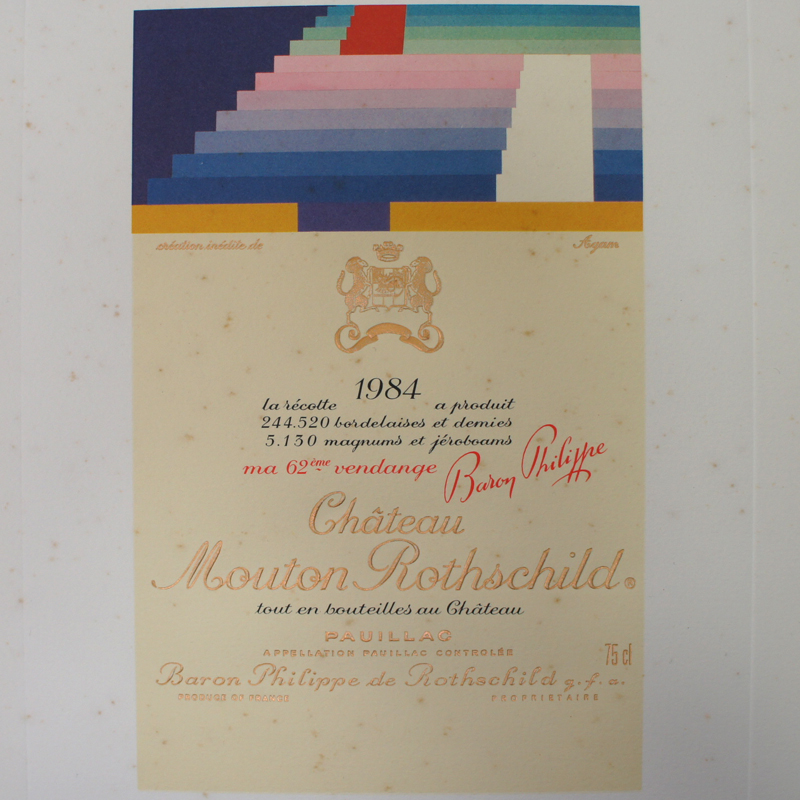 création inédite de Agam
1984
la récolte a produit
244.520 bordelaises et demies
5.130 magnums et jéroboams
ma 62ème vendange Baron Philippe
Château
Mouton Rothschild®
tout en bouteilles au Château
PAUILLAC
APPELLATION PAUILLAC CONTROLÉE 75 cl
Baron Philippe de Rothschild g.f.a.
PRODUCE OF FRANCE PROPRIÉTAIRE